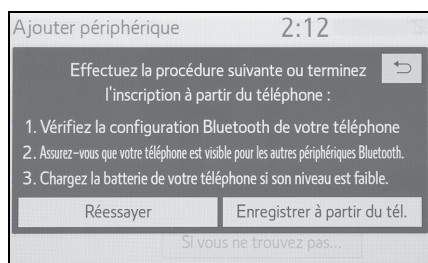 Ajouter périphérique 2:12
Effectuez la procédure suivante ou terminez
l'inscription à partir du téléphone :
1. Vérifiez la configuration Bluetooth de votre téléphone
2. Assurez-vous que votre téléphone est visible pour les autres périphériques Bluetooth.
3. Chargez la batterie de votre téléphone si son niveau est faible.
Réessayer Enregistrer à partir du tél.
Si vous ne trouvez pas...